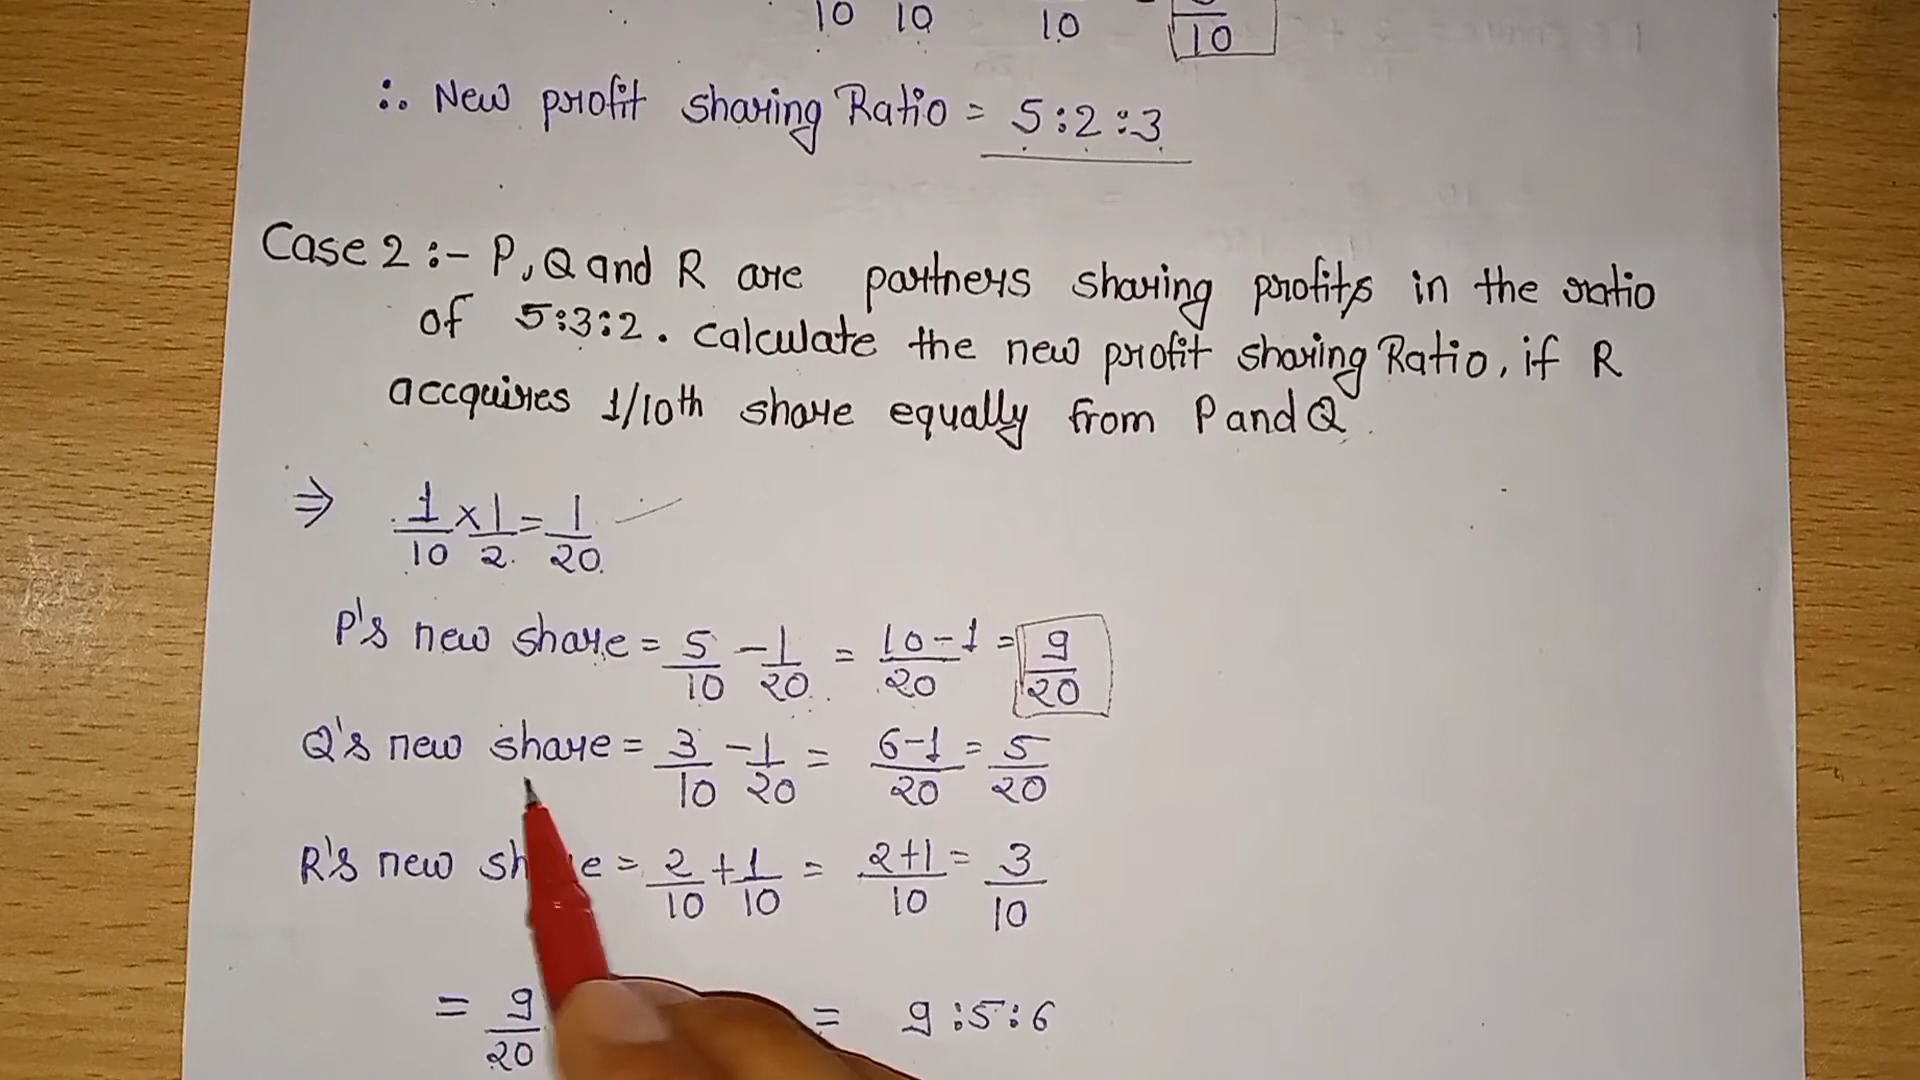 10 10 10 10
∴ New profit sharing Ratio = 5:2:3
Case 2 :- P, Q and R are partners sharing profits in the ratio
of 5:3:2. Calculate the new profit sharing Ratio, if R
accquires 1/10th share equally from P and Q.
⇒ 1/10 × 1/2 = 1/20
P's new share = 5/10 - 1/20 = 10-1/20 = 9/20
Q's new share = 3/10 - 1/20 = 6-1/20 = 5/20
R's new share = 2/10 + 1/10 = 2+1/10 = 3/10
= 9/20 = 9:5:6